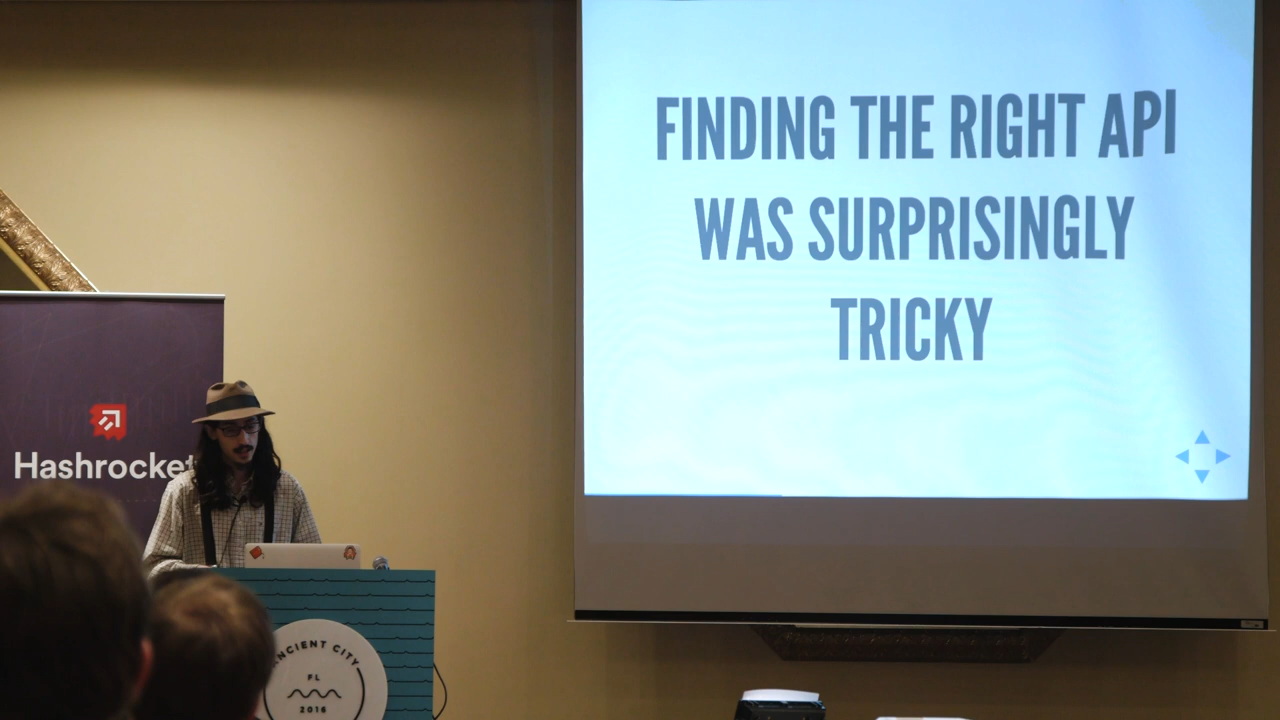 FINDING THE RIGHT API
WAS SURPRISINGLY
TRICKY
Hashrocket
ANCIENT CITY
FL
2016